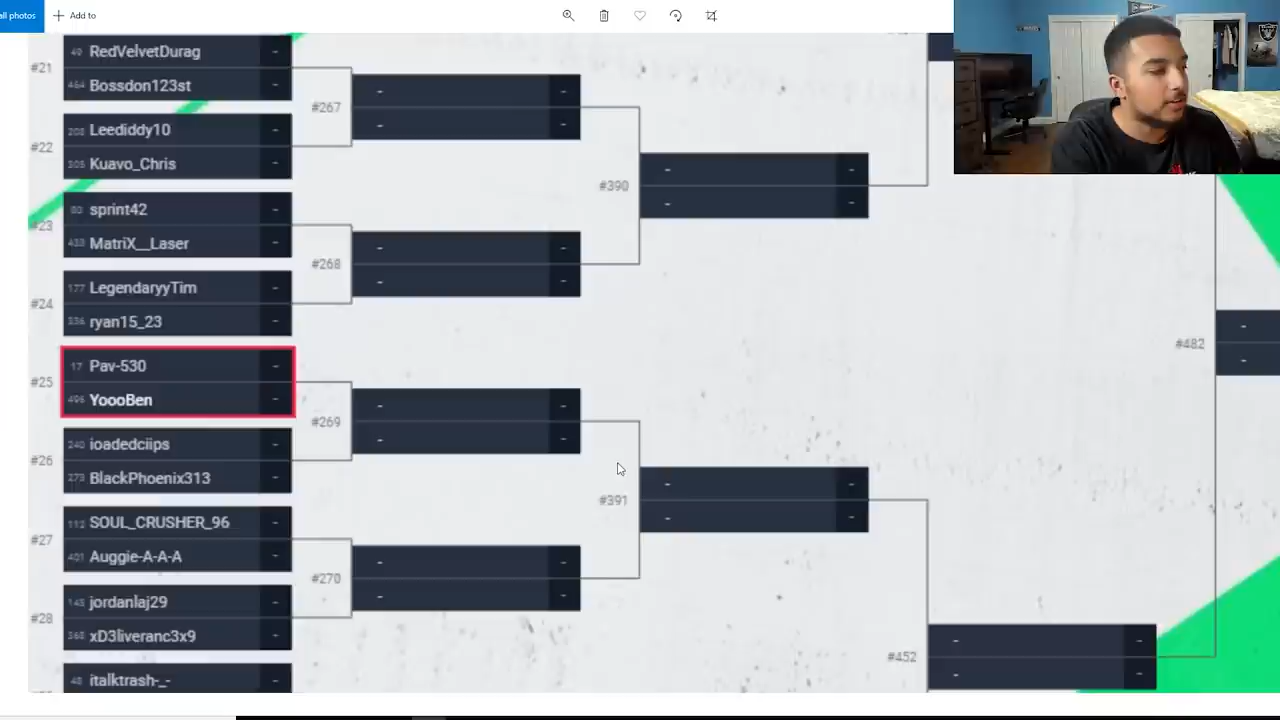 all photos
Add to
40 RedVelvetDurag -
#21
464 Bossdon123st -
#267
- -
- -
208 Leediddy10 -
#22
305 Kuavo_Chris -
#390
- -
- -
80 sprint42 -
#23
433 MatriX__Laser -
#268
- -
- -
177 LegendaryyTim -
#24
336 ryan15_23 -
#482
-
-
17 Pav-530 -
#25
496 YoooBen -
#269
- -
- -
240 ioadedciips -
#26
273 BlackPhoenix313 -
#391
- -
- -
112 SOUL_CRUSHER_96 -
#27
401 Auggie-A-A-A -
#270
- -
- -
145 jordanlaj29 -
#28
368 xD3liveranc3x9 -
#452
- -
- -
48 italktrash-_- -